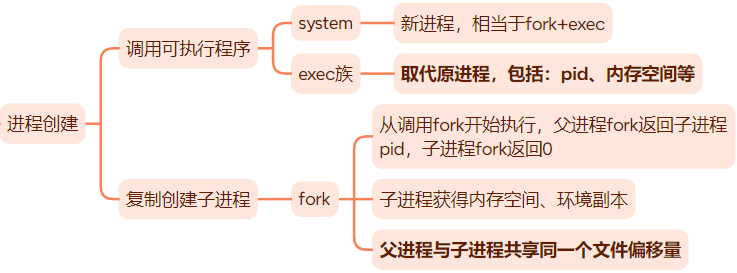 进程创建
调用可执行程序
system
新进程，相当于fork+exec
exec族
取代原进程，包括：pid、内存空间等
复制创建子进程
fork
从调用fork开始执行，父进程fork返回子进程
pid，子进程fork返回0
子进程获得内存空间、环境副本
父进程与子进程共享同一个文件偏移量